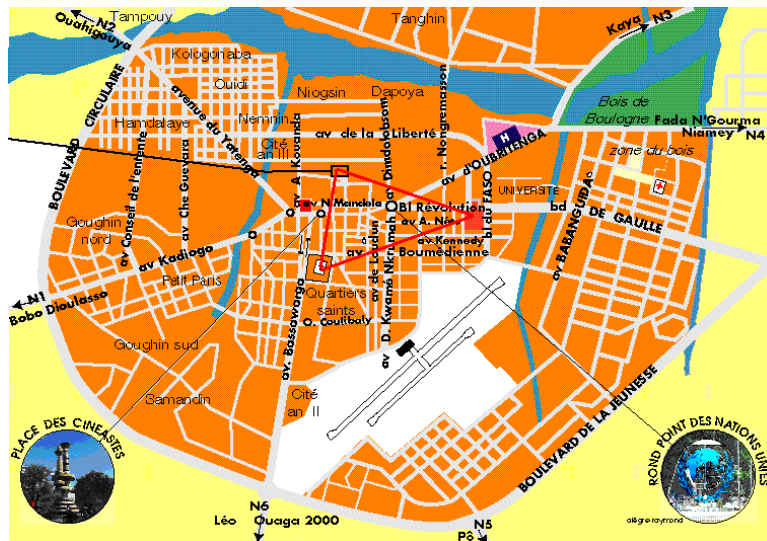 Tampouy
N2
Ouahigouya
Tanghin
Kaya
N3
Kologonaba
Ouidi
Niogsin
Dapoya
r. Nongremasson
Bois de
Boulogne
Fada N'Gourma
Niamey
N4
zone du bois
BOULEVARD CIRCULAIRE
Hamdalaye
avenue du Yatenga
Nemnin
Cité
an III
av de la Liberté
H
av d'OUBRITENGA
av Conseil de l'entente
av Che Guevara
av A. Kowanda
av Dimdolobsom
UNIVERSITÉ
av N Mandela
OBI Révolution
bd DE GAULLE
av A. Né
bl du FASO
av Kennedy
av BABANGUIDA
Goughin
nord
av Kadiogo
av Boumédienne
N1
Bobo Dioulasso
Petit Paris
av de Loudun
Quartiers
saints
av D. Kwamé Nkrumah
O. Coulibaly
av. Bassawarga
Goughin sud
Samandin
Cité
an II
BOULEVARD DE LA JEUNESSE
PLACE DES CINEASTES
ROND POINT DES NATIONS UNIES
N6
Léo Ouaga 2000
N5
Pô
alègre raymond